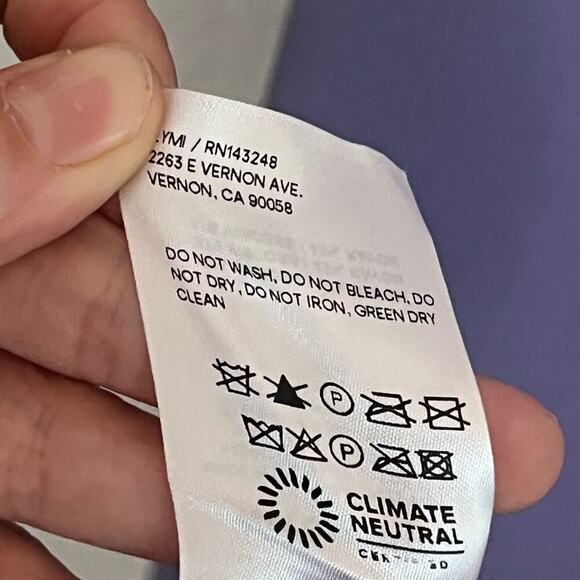 LYMI / RN143248
2263 E VERNON AVE.
VERNON, CA 90058
DO NOT WASH, DO NOT BLEACH, DO
NOT DRY, DO NOT IRON, GREEN DRY
CLEAN
P
P
CLIMATE
NEUTRAL